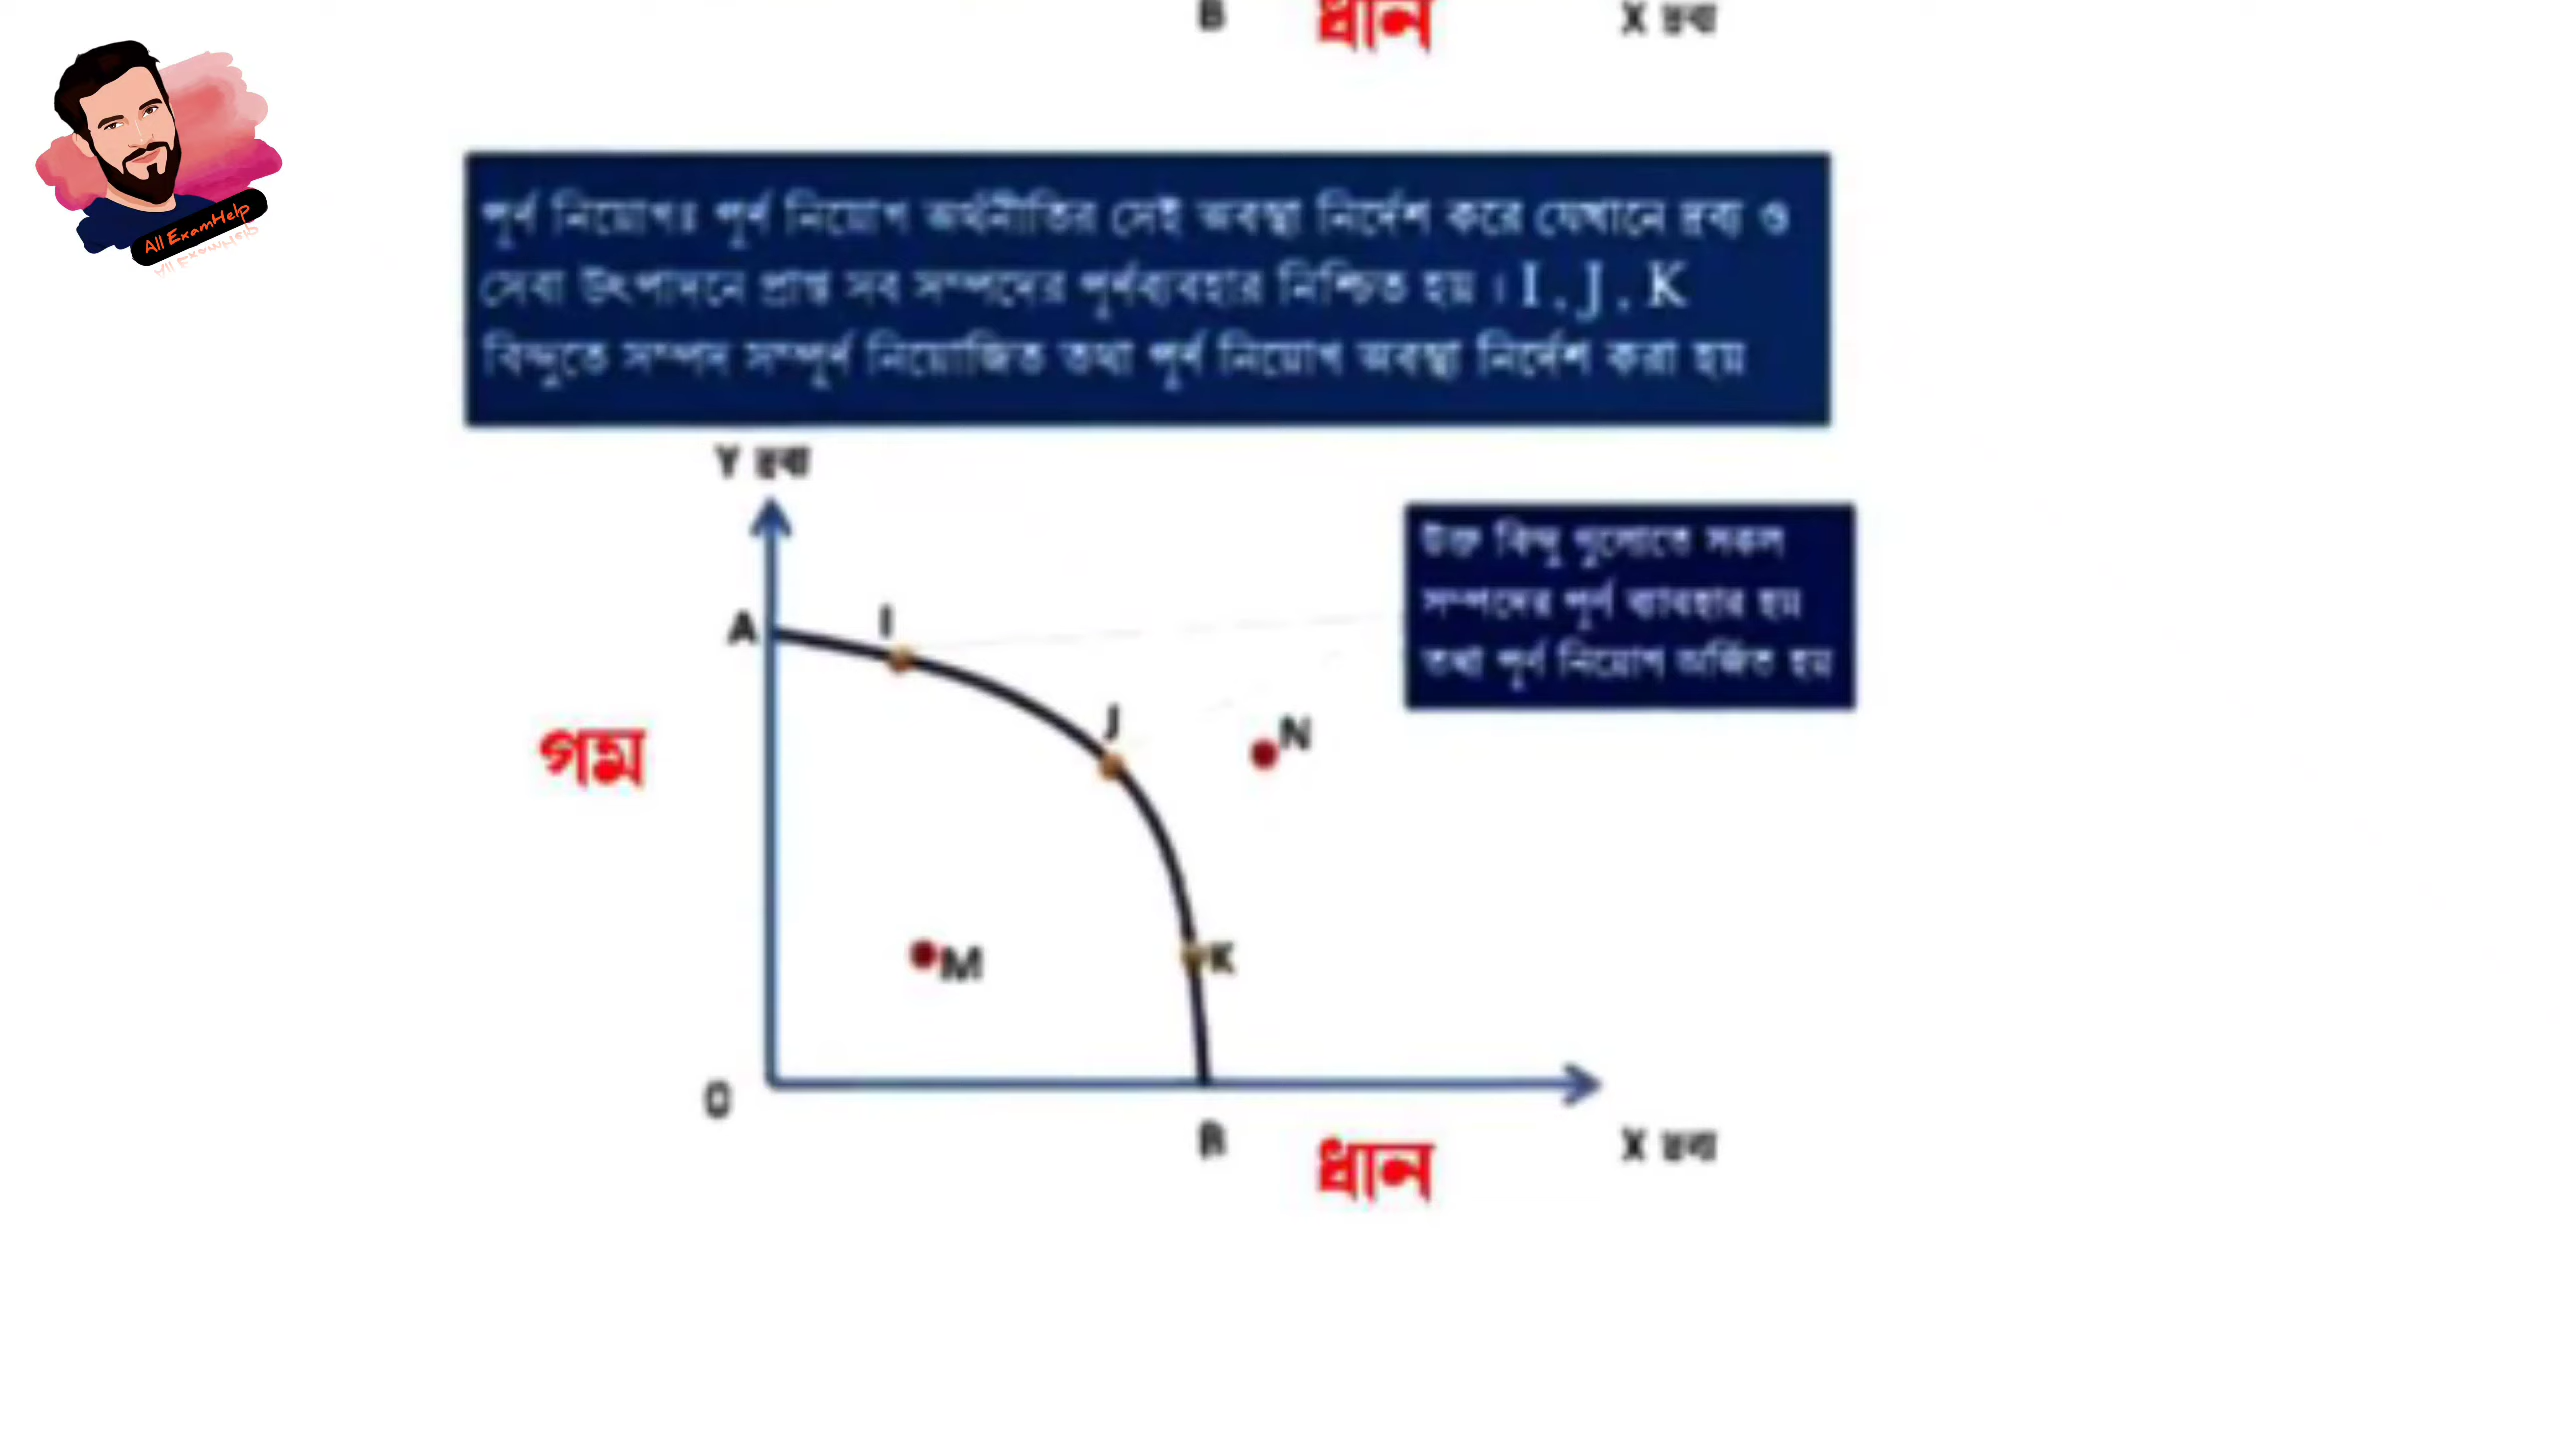 B ধান X দ্রব্য
All ExamHelp
পূর্ণ নিয়োগঃ পূর্ণ নিয়োগ অর্থনীতির সেই অবস্থা নির্দেশ করে যেখানে দ্রব্য ও
সেবা উৎপাদনে প্রাপ্ত সব সম্পদের পূর্ণব্যবহার নিশ্চিত হয় । I , J , K
বিন্দুতে সম্পদ সম্পূর্ণ নিয়োজিত তথা পূর্ণ নিয়োগ অবস্থা নির্দেশ করা হয়
Y দ্রব্য
উক্ত বিন্দু গুলোতে সকল
সম্পদের পূর্ণ ব্যাবহার হয়
তথা পূর্ণ নিয়োগ অর্জিত হয়
A
I
J
N
গম
M
K
0
B
ধান
X দ্রব্য